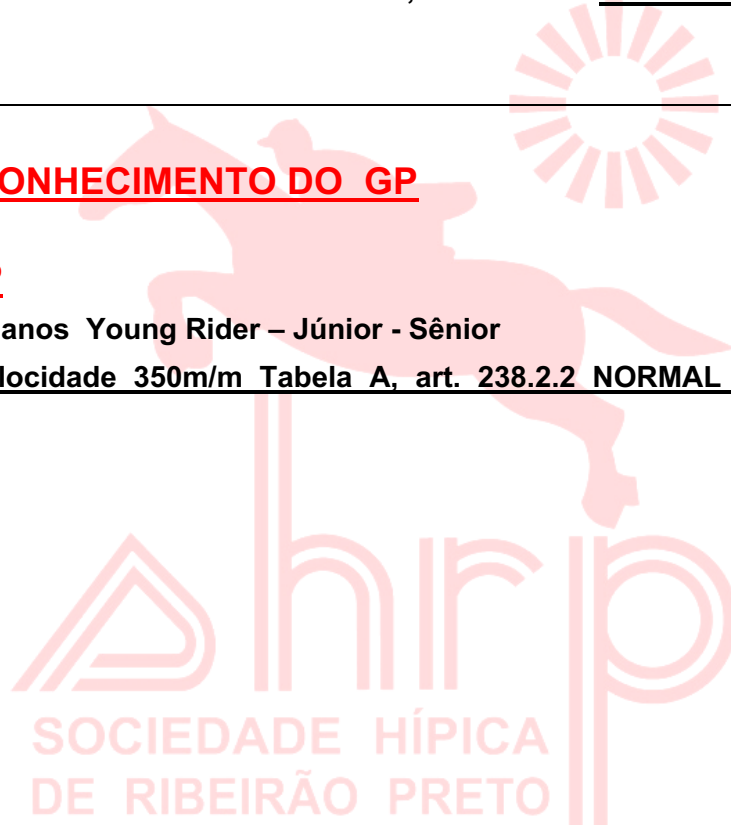 ONHECIMENTO DO GP
anos Young Rider – Júnior - Sênior
locidade 350m/m Tabela A, art. 238.2.2 NORMAL
hrp
SOCIEDADE HÍPICA
DE RIBEIRÃO PRETO